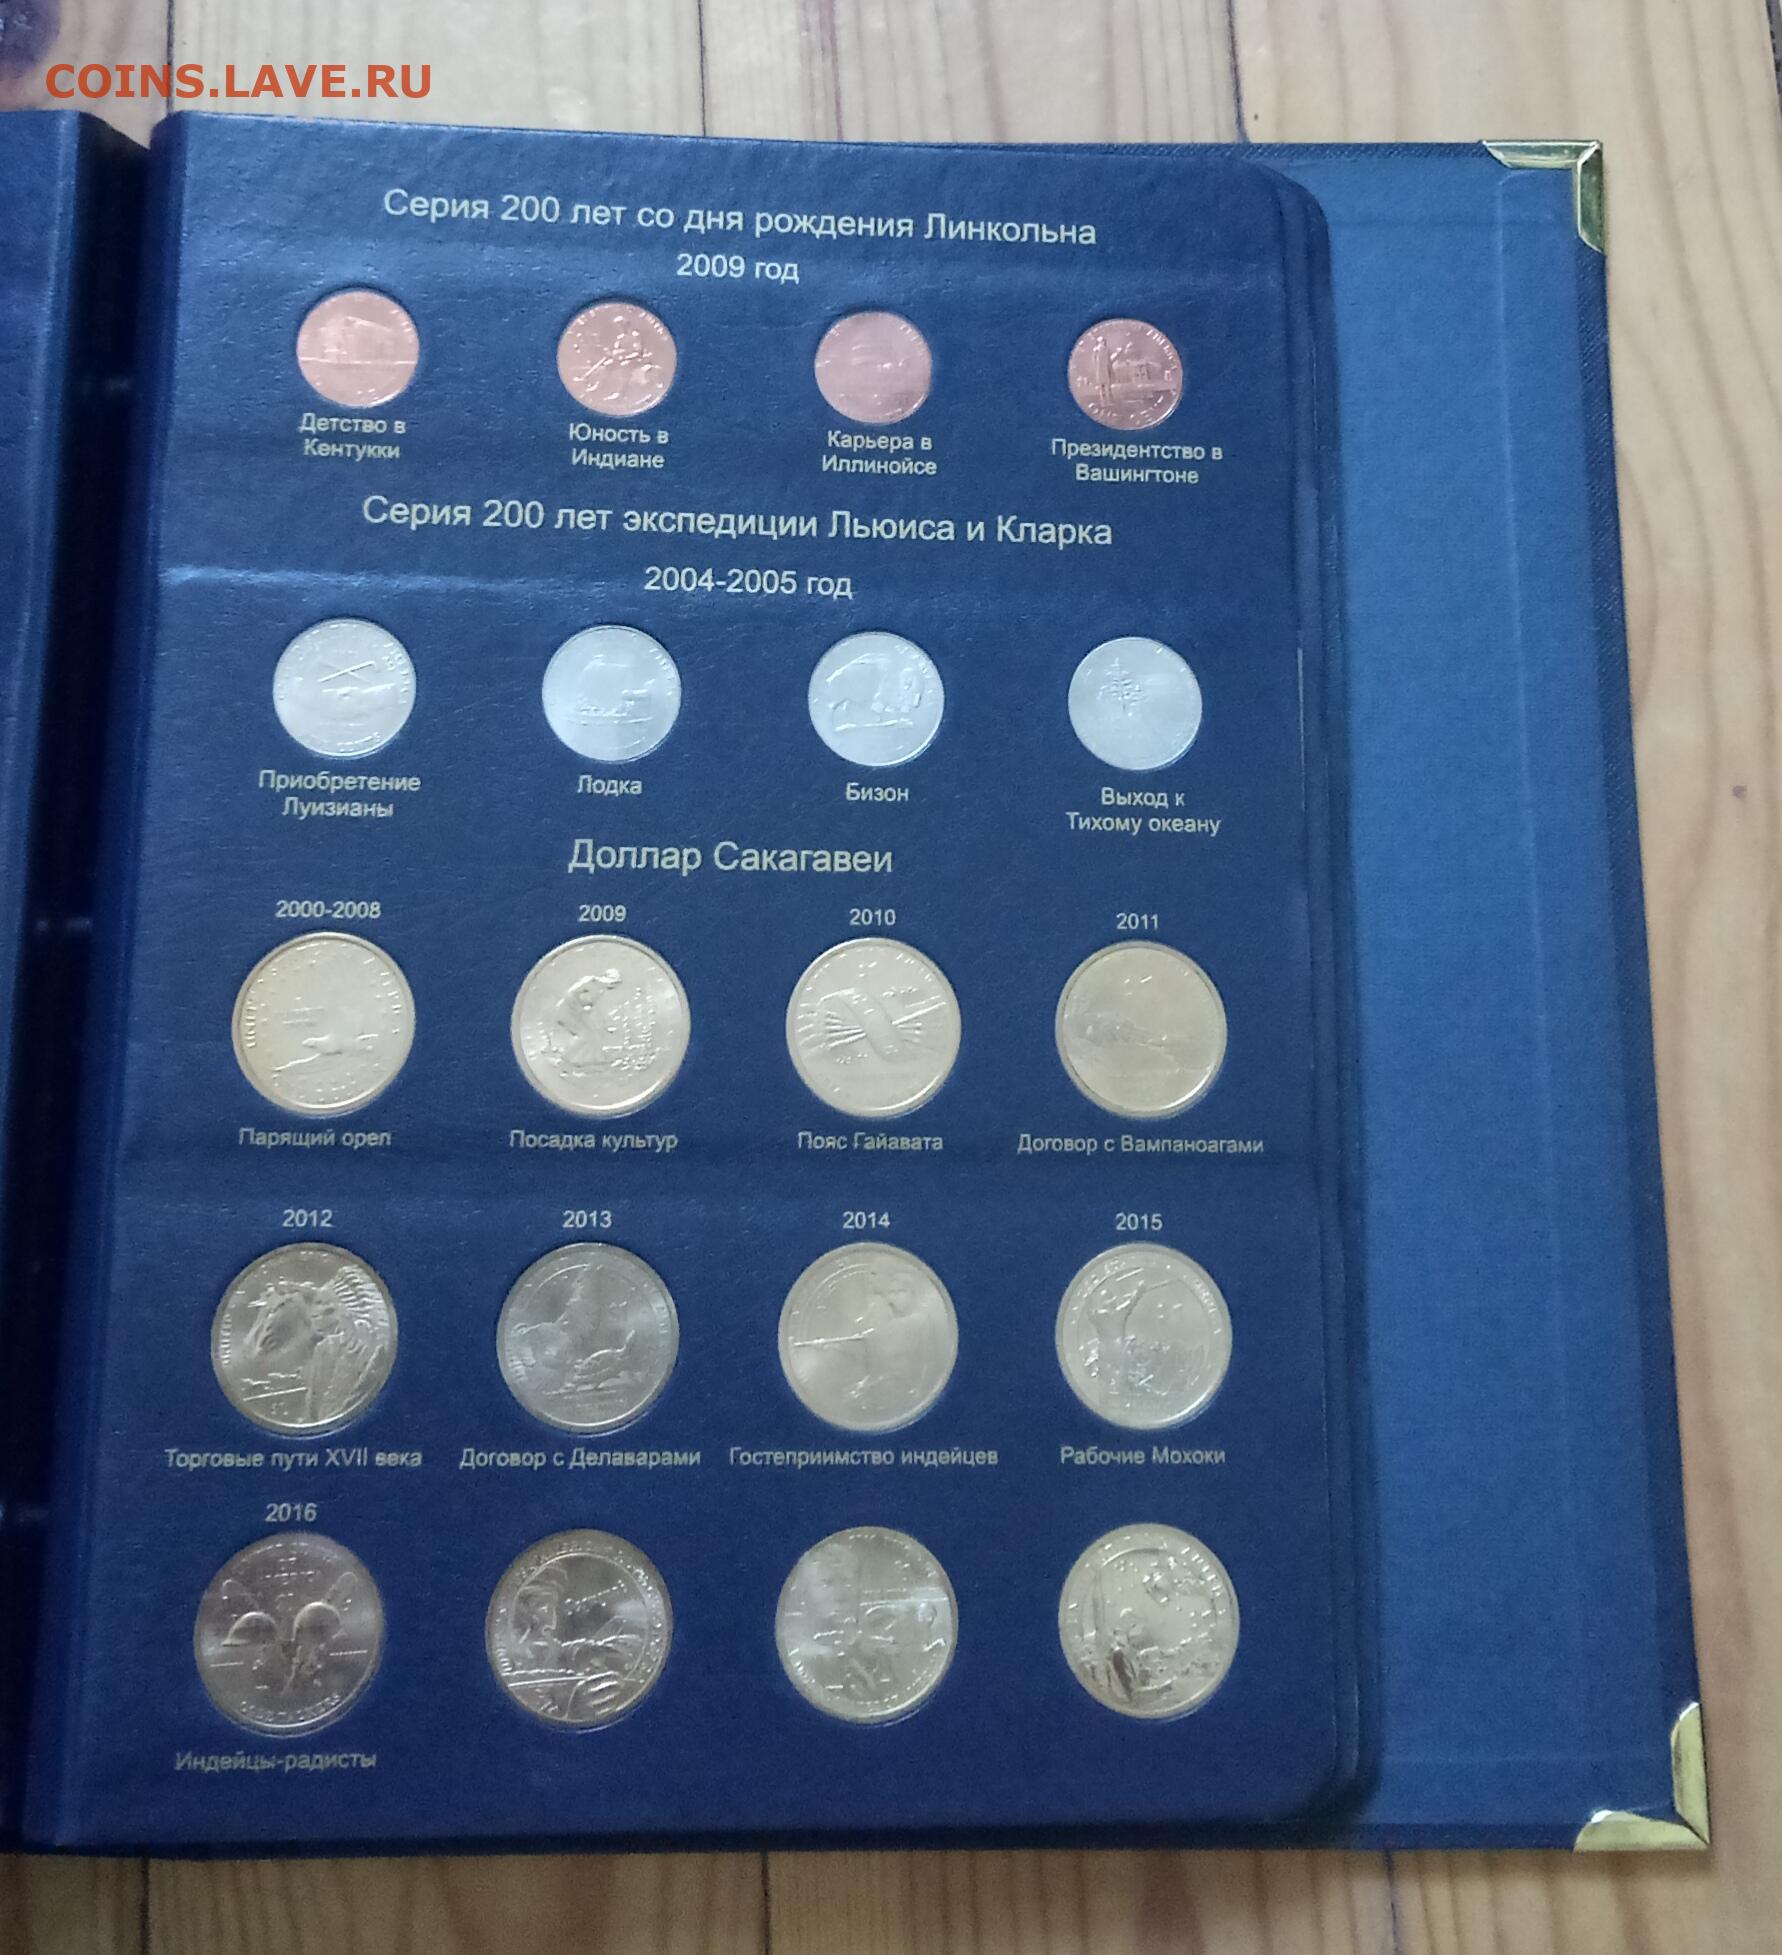 COINS.LAVE.RU
Серия 200 лет со дня рождения Линкольна
2009 год
Детство в
Кентукки
Юность в
Индиане
Карьера в
Иллинойсе
Президентство в
Вашингтоне
Серия 200 лет экспедиции Льюиса и Кларка
2004-2005 год
Приобретение
Луизианы
Лодка
Бизон
Выход к
Тихому океану
Доллар Сакагавеи
2000-2008
2009
2010
2011
Парящий орел
Посадка культур
Пояс Гайавата
Договор с Вампаноагами
2012
2013
2014
2015
Торговые пути XVII века
Договор с Делаварами
Гостеприимство индейцев
Рабочие Мохоки
2016
Индейцы-радисты